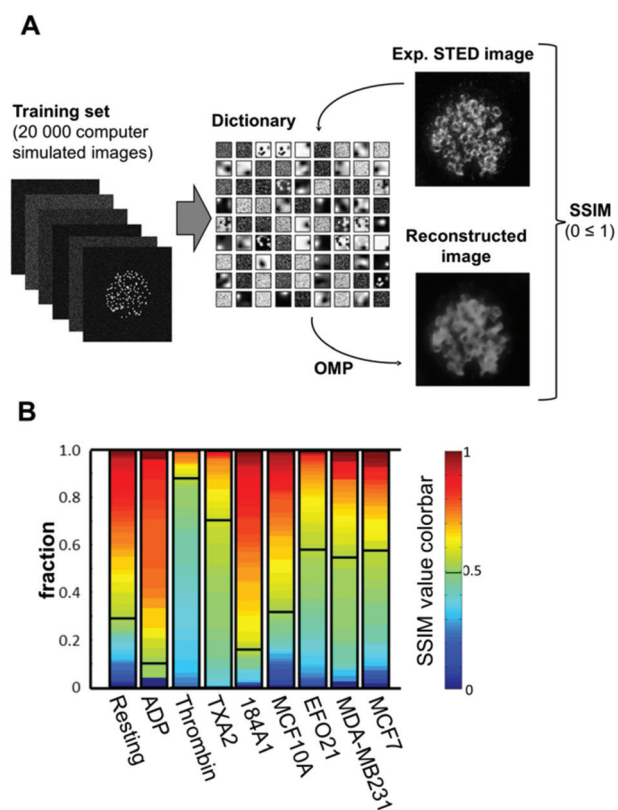 A
Training set
(20 000 computer
simulated images)
Dictionary
Exp. STED image
SSIM
(0 ≤ 1)
Reconstructed
image
OMP
B
1.0
0.8
0.6
0.4
0.2
0
fraction
Resting
ADP
Thrombin
TXA2
184A1
MCF10A
EFO21
MDA-MB231
MCF7
1
0.5
0
SSIM value colorbar